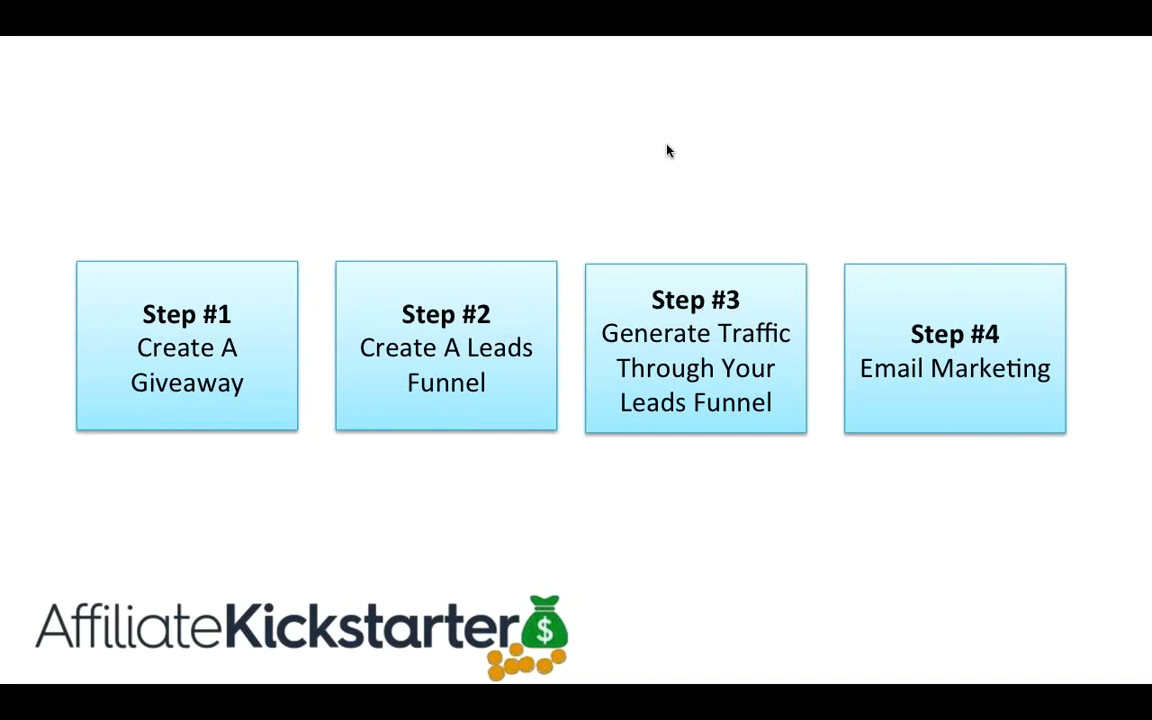 Step #1
Create A
Giveaway
Step #2
Create A Leads
Funnel
Step #3
Generate Traffic
Through Your
Leads Funnel
Step #4
Email Marketing
AffiliateKickstarter
$